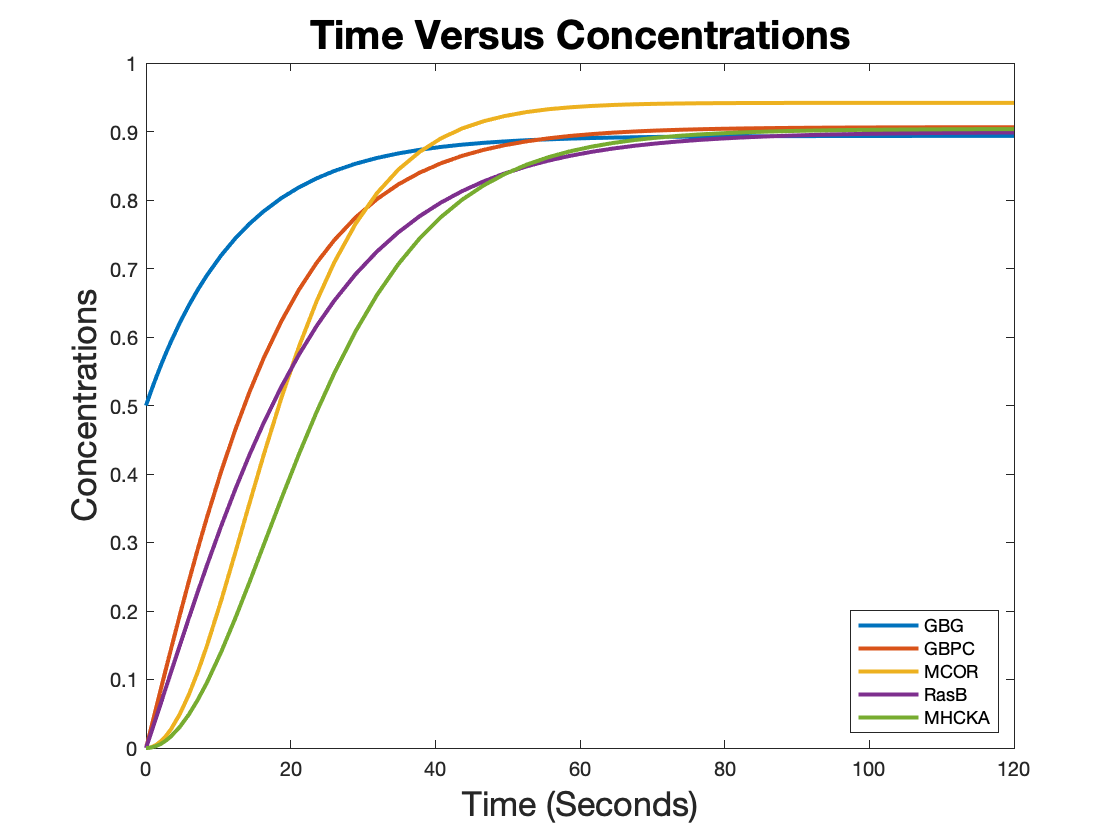 Time Versus Concentrations
1
0.9
0.8
0.7
0.6
0.5
0.4
0.3
0.2
0.1
0
Concentrations
GBG
GBPC
MCOR
RasB
MHCKA
0 20 40 60 80 100 120
Time (Seconds)